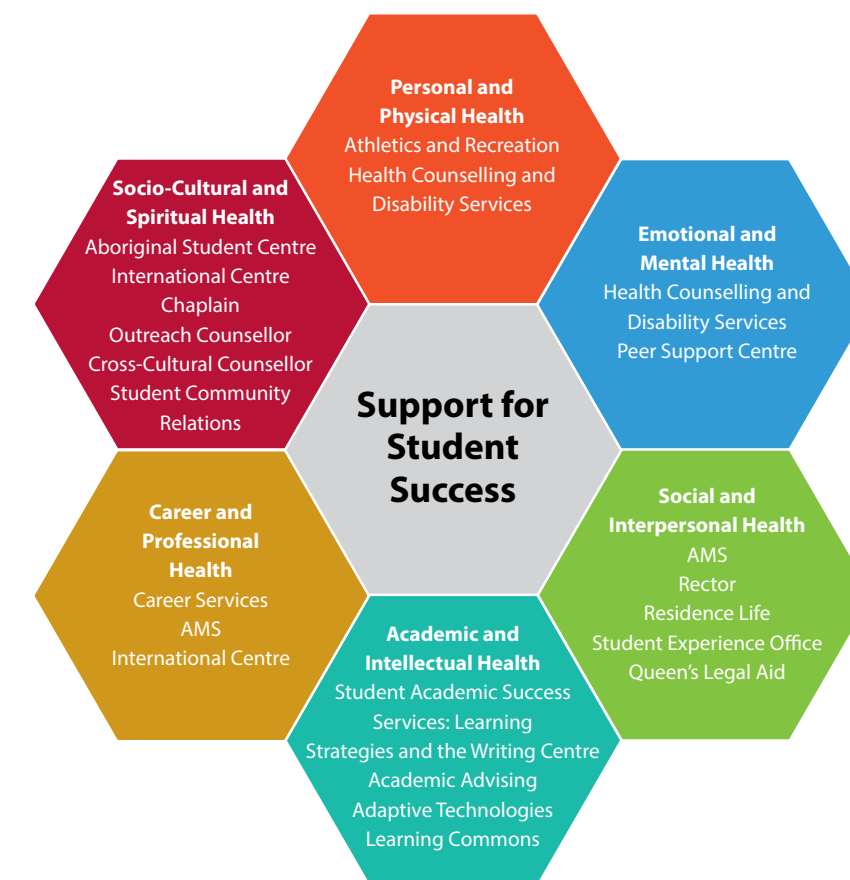 Personal and
Physical Health
Athletics and Recreation
Health Counselling and
Disability Services
Socio-Cultural and
Spiritual Health
Aboriginal Student Centre
International Centre
Chaplain
Outreach Counsellor
Cross-Cultural Counsellor
Student Community
Relations
Emotional and
Mental Health
Health Counselling and
Disability Services
Peer Support Centre
Support for
Student
Success
Career and
Professional
Health
Career Services
AMS
International Centre
Social and
Interpersonal Health
AMS
Rector
Residence Life
Student Experience Office
Queen's Legal Aid
Academic and
Intellectual Health
Student Academic Success
Services: Learning
Strategies and the Writing Centre
Academic Advising
Adaptive Technologies
Learning Commons